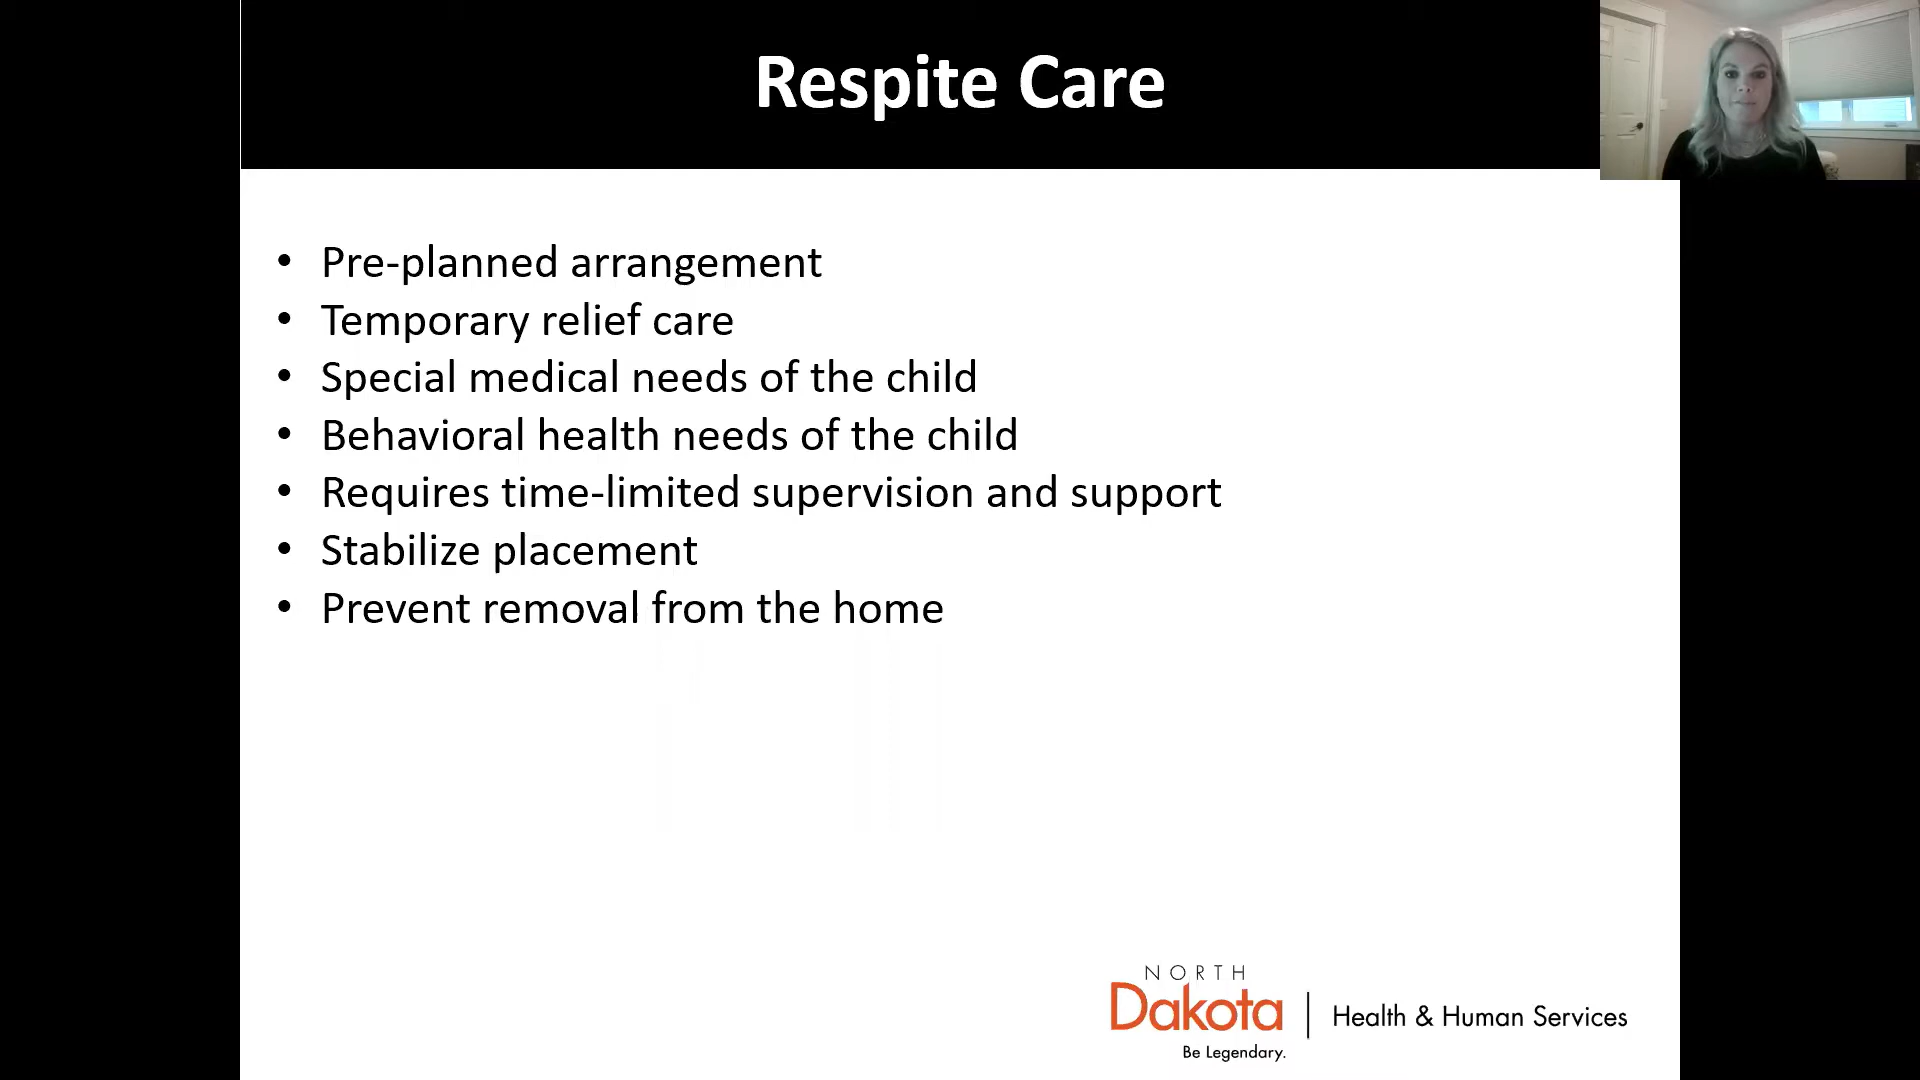 Respite Care
• Pre-planned arrangement
• Temporary relief care
• Special medical needs of the child
• Behavioral health needs of the child
• Requires time-limited supervision and support
• Stabilize placement
• Prevent removal from the home
NORTH
Dakota | Health & Human Services
Be Legendary.